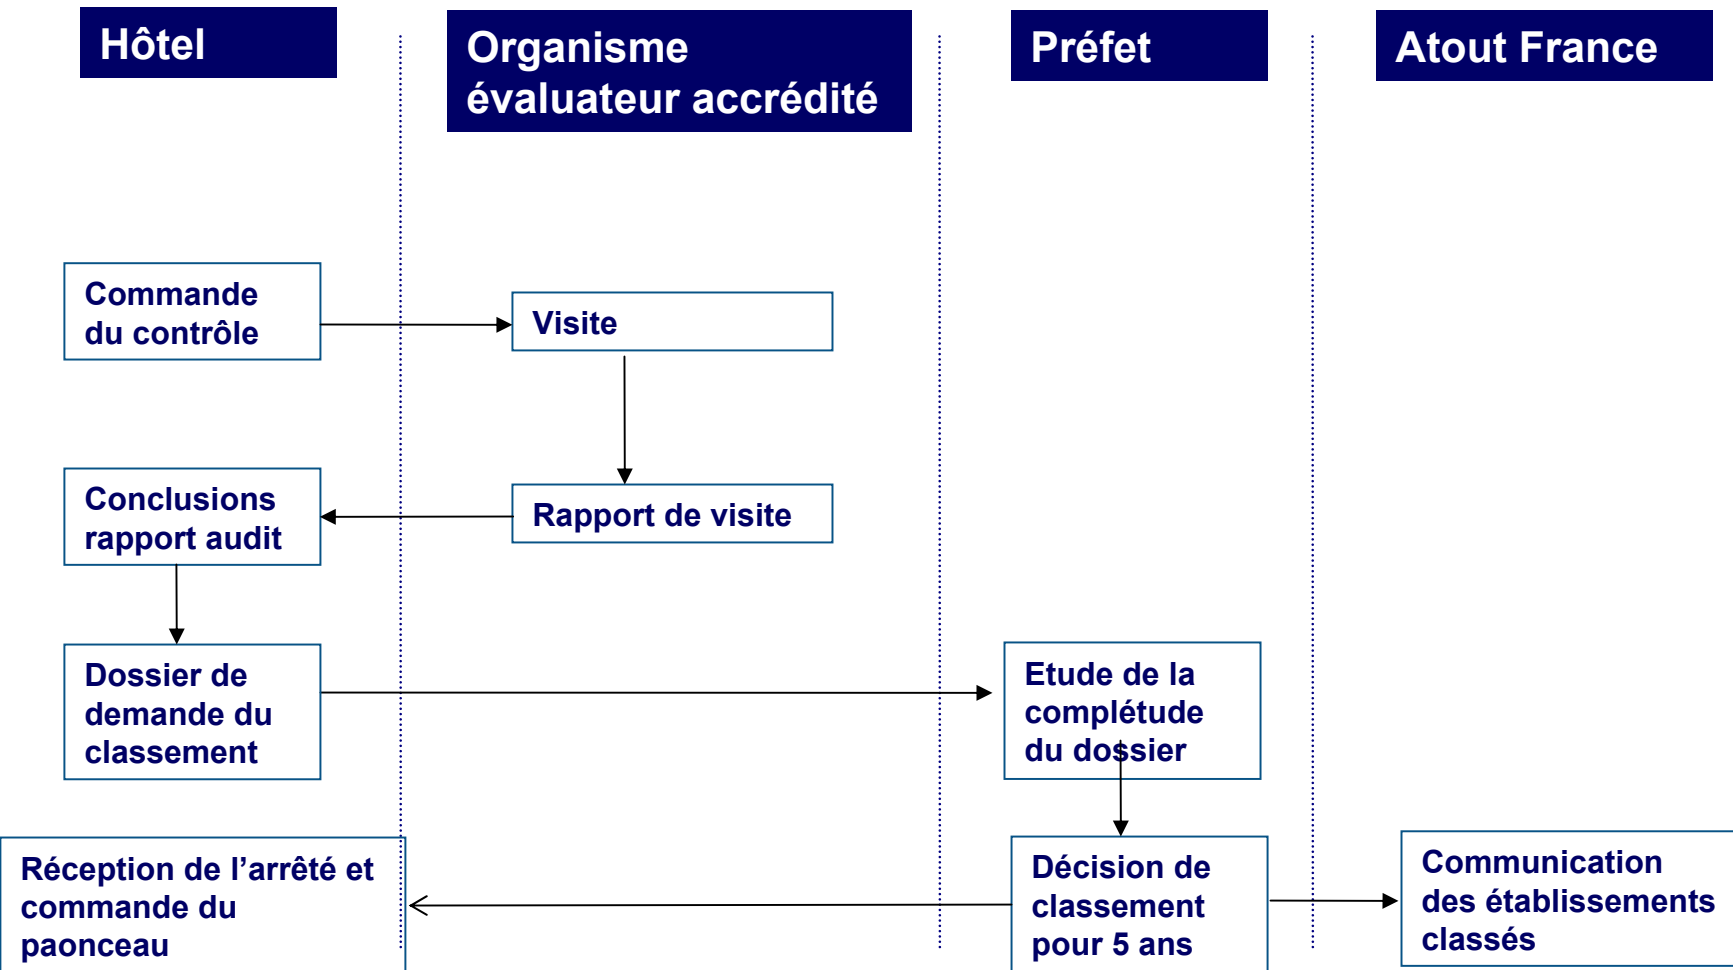 Hôtel
Organisme
évaluateur accrédité
Préfet
Atout France
Commande
du contrôle
Visite
Conclusions
rapport audit
Rapport de visite
Dossier de
demande du
classement
Etude de la
complétude
du dossier
Réception de l’arrêté et
commande du
paonceau
Décision de
classement
pour 5 ans
Communication
des établissements
classés